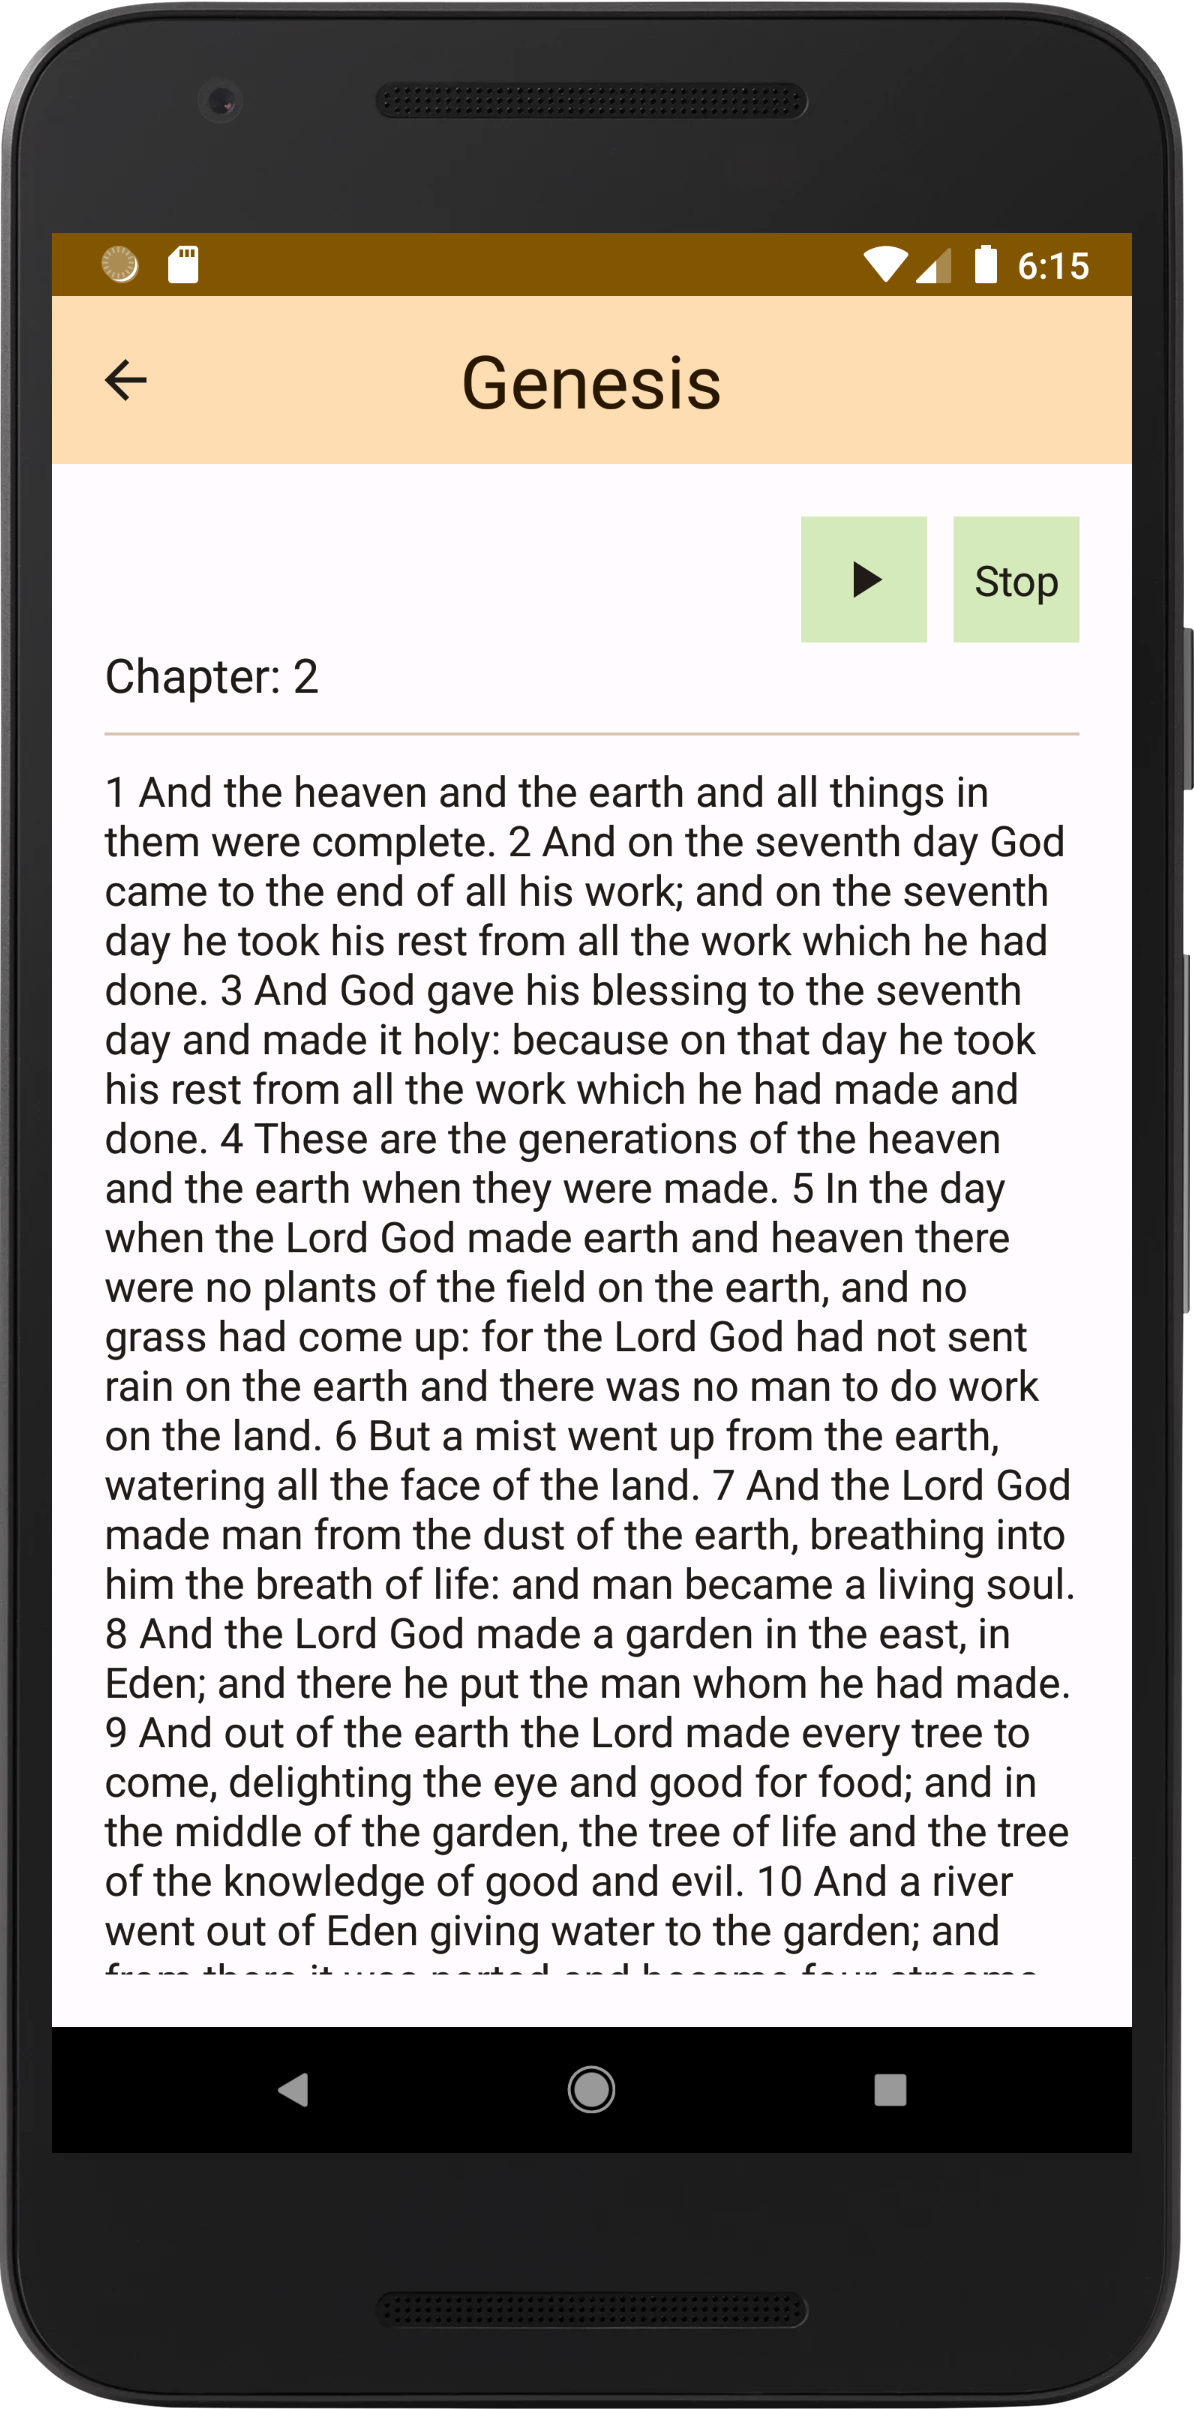 6:15
Genesis
Stop
Chapter: 2
1 And the heaven and the earth and all things in
them were complete. 2 And on the seventh day God
came to the end of all his work; and on the seventh
day he took his rest from all the work which he had
done. 3 And God gave his blessing to the seventh
day and made it holy: because on that day he took
his rest from all the work which he had made and
done. 4 These are the generations of the heaven
and the earth when they were made. 5 In the day
when the Lord God made earth and heaven there
were no plants of the field on the earth, and no
grass had come up: for the Lord God had not sent
rain on the earth and there was no man to do work
on the land. 6 But a mist went up from the earth,
watering all the face of the land. 7 And the Lord God
made man from the dust of the earth, breathing into
him the breath of life: and man became a living soul.
8 And the Lord God made a garden in the east, in
Eden; and there he put the man whom he had made.
9 And out of the earth the Lord made every tree to
come, delighting the eye and good for food; and in
the middle of the garden, the tree of life and the tree
of the knowledge of good and evil. 10 And a river
went out of Eden giving water to the garden; and